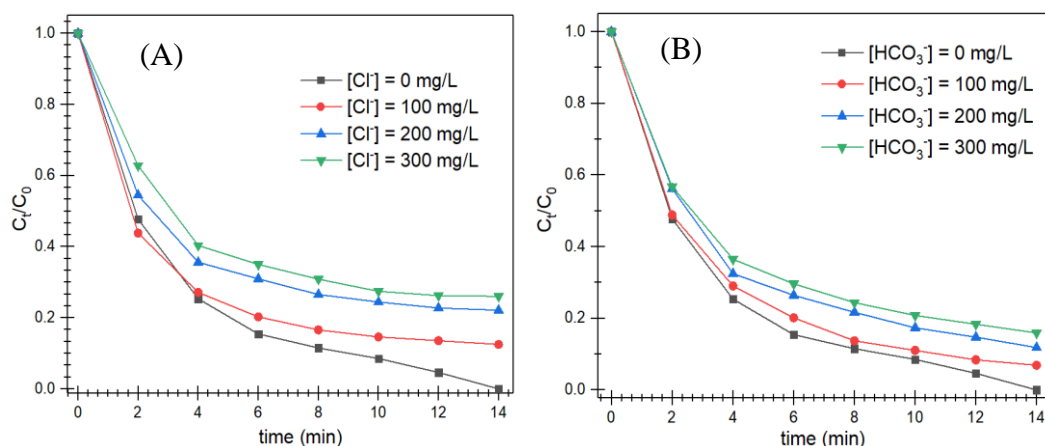 (A)
[Cl⁻] = 0 mg/L
[Cl⁻] = 100 mg/L
[Cl⁻] = 200 mg/L
[Cl⁻] = 300 mg/L
1.0
0.8
0.6
0.4
0.2
0.0
Cₜ/C₀
0 2 4 6 8 10 12 14
time (min)
(B)
[HCO₃⁻] = 0 mg/L
[HCO₃⁻] = 100 mg/L
[HCO₃⁻] = 200 mg/L
[HCO₃⁻] = 300 mg/L
1.0
0.8
0.6
0.4
0.2
0.0
Cₜ/C₀
0 2 4 6 8 10 12 14
time (min)